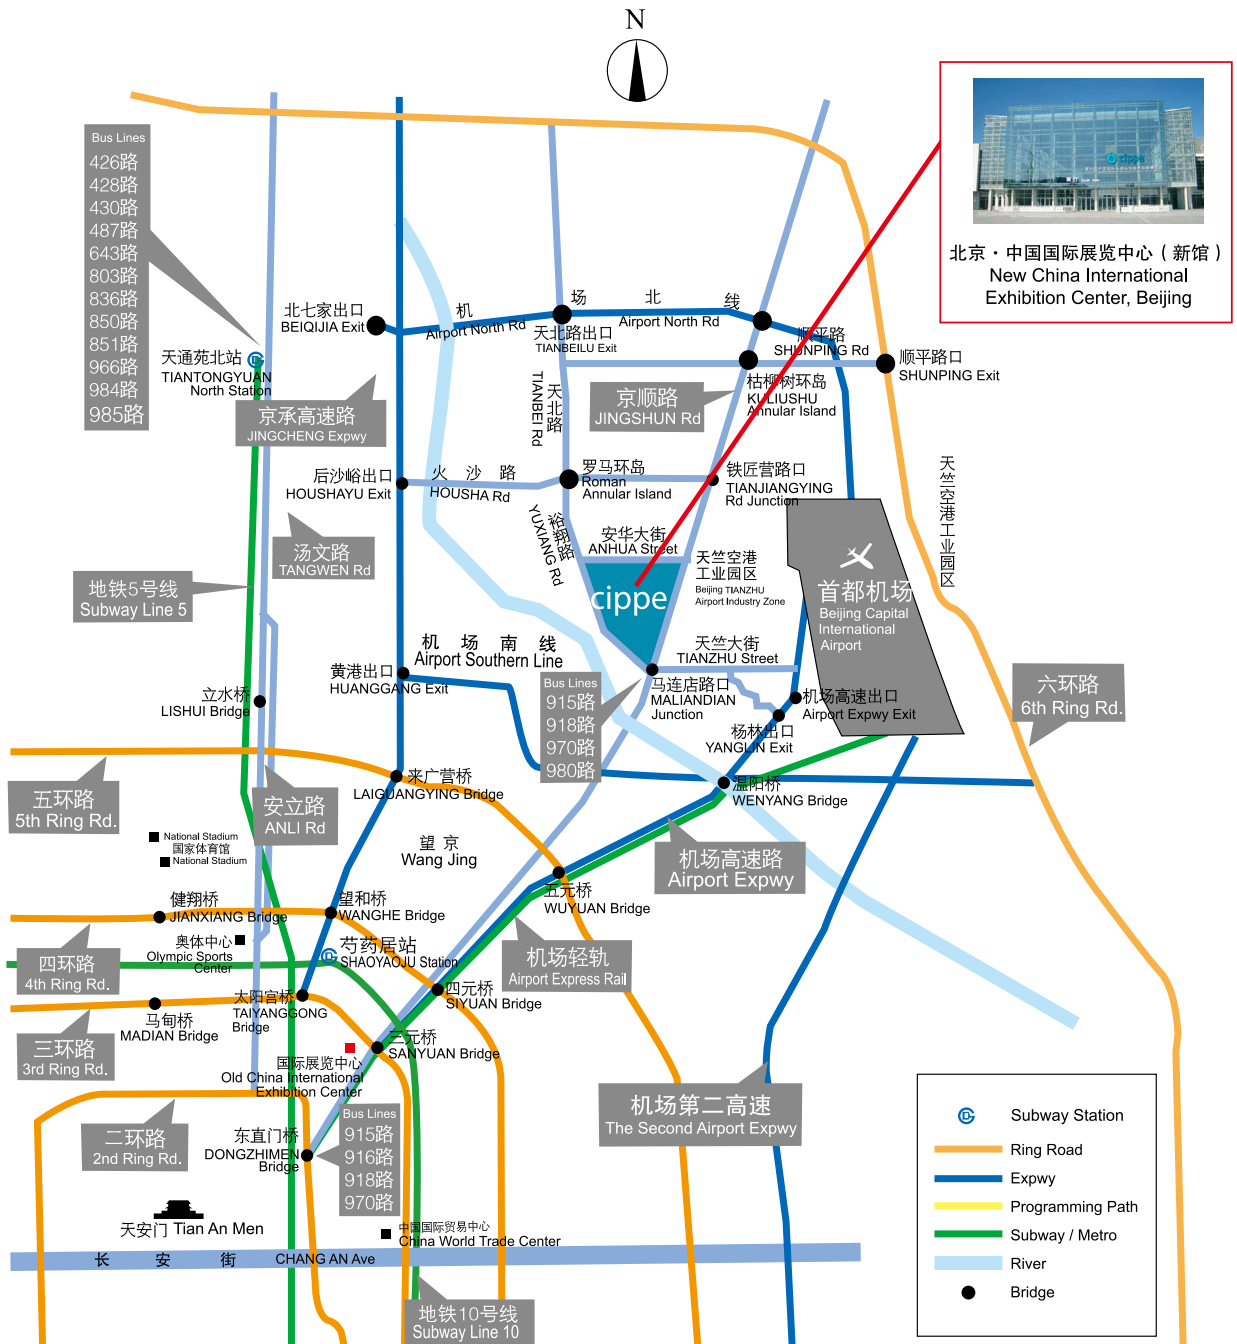 N
cippe
北京·中国国际展览中心（新馆）
New China International
Exhibition Center, Beijing
Bus Lines
426路
428路
430路
487路
643路
803路
836路
850路
851路
966路
984路
985路
北七家出口
BEIQIJIA Exit
机 场 北 线
Airport North Rd
Airport North Rd
天北路出口
TIANBEILU Exit
顺平路
SHUNPING Rd
顺平路口
SHUNPING Exit
天通苑北站
TIANTONGYUAN
North Station
京承高速路
JINGCHENG Expwy
天北路
TIANBEI Rd
京顺路
JINGSHUN Rd
枯柳树环岛
KULIUSHU
Annular Island
后沙峪出口
HOUSHAYU Exit
火 沙 路
HOUSHA Rd
罗马环岛
Roman
Annular Island
铁匠营路口
TIANJIANGYING
Rd Junction
天竺空港工业园区
裕翔路
YUXIANG Rd
安华大街
ANHUA Street
汤文路
TANGWEN Rd
天竺空港
工业园区
Beijing TIANZHU
Airport Industry Zone
地铁5号线
Subway Line 5
cippe
首都机场
Beijing Capital
International
Airport
机 场 南 线
Airport Southern Line
天竺大街
TIANZHU Street
黄港出口
HUANGGANG Exit
Bus Lines
915路
918路
970路
980路
马连店路口
MALIANDIAN
Junction
机场高速出口
Airport Expwy Exit
六环路
6th Ring Rd.
立水桥
LISHUI Bridge
杨林出口
YANGLIN Exit
来广营桥
LAIGUANGYING Bridge
温阳桥
WENYANG Bridge
五环路
5th Ring Rd.
安立路
ANLI Rd
National Stadium
国家体育馆
National Stadium
望 京
Wang Jing
机场高速路
Airport Expwy
五元桥
WUYUAN Bridge
健翔桥
JIANXIANG Bridge
望和桥
WANGHE Bridge
奥体中心
Olympic Sports
Center
芍药居站
SHAOYAOJU Station
机场轻轨
Airport Express Rail
四环路
4th Ring Rd.
四元桥
SIYUAN Bridge
太阳宫桥
TAIYANGGONG
Bridge
马甸桥
MADIAN Bridge
三环路
3rd Ring Rd.
三元桥
SANYUAN Bridge
国际展览中心
Old China International
Exhibition Center
机场第二高速
The Second Airport Expwy
二环路
2nd Ring Rd.
东直门桥
DONGZHIMEN
Bridge
Bus Lines
915路
916路
918路
970路
天安门 Tian An Men
中国国际贸易中心
China World Trade Center
长 安 街 CHANG AN Ave
地铁10号线
Subway Line 10
Subway Station
Ring Road
Expwy
Programming Path
Subway / Metro
River
Bridge